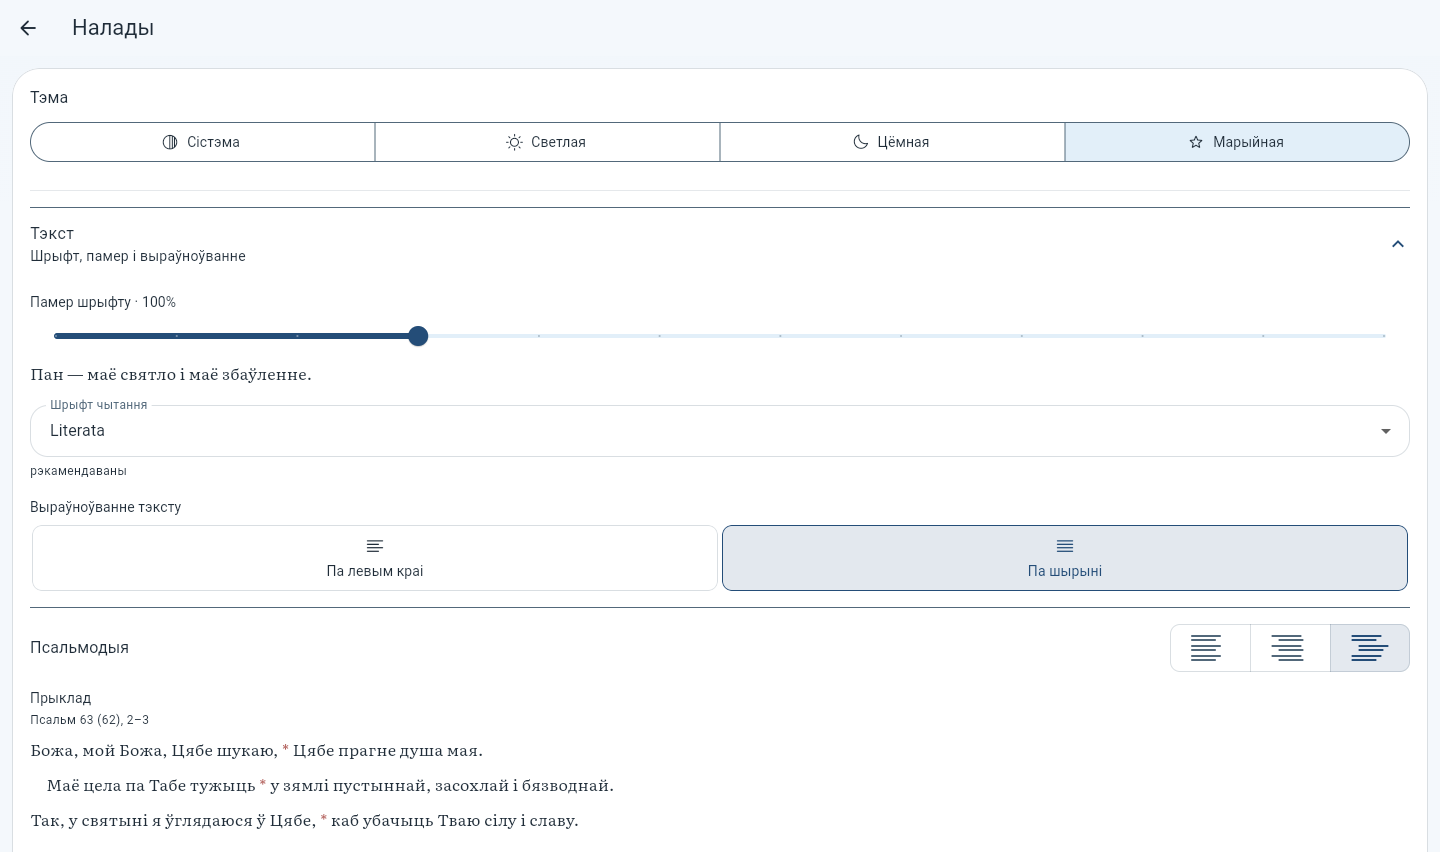 Налады
Тэма
Сістэма
Светлая
Цёмная
Марыйная
Тэкст
Шрыфт, памер і выраўноўванне
Памер шрыфту · 100%
Пан — маё святло і маё збаўленне.
Шрыфт чытання
Literata
рэкамендаваны
Выраўноўванне тэксту
Па левым краі
Па шырыні
Псальмодыя
Прыклад
Псальм 63 (62), 2–3
Божа, мой Божа, Цябе шукаю, * Цябе прагне душа мая.
Маё цела па Табе тужыць * у зямлі пустыннай, засохлай і бязводнай.
Так, у святыні я ўглядаюся ў Цябе, * каб убачыць Тваю сілу і славу.